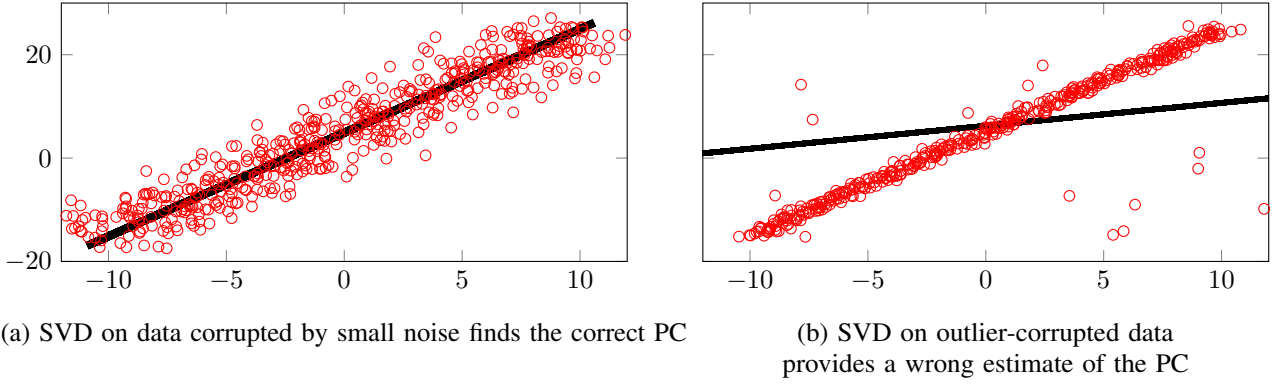 20
0
−20
−10 −5 0 5 10
−10 −5 0 5 10
(a) SVD on data corrupted by small noise finds the correct PC
(b) SVD on outlier-corrupted data
provides a wrong estimate of the PC